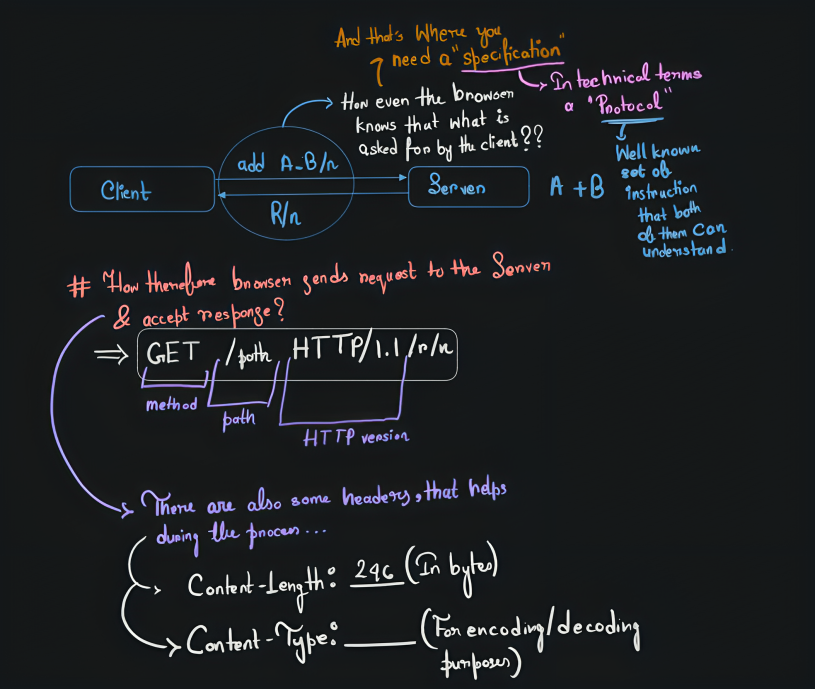 And that's where you
need a "specification"
In technical terms
a "Protocol"
How even the browser
knows that what is
asked for by the client??
Well known
set of
instruction
that both
of them can
understand.
Client
add A-B/n
R/n
Server
A + B
# How therefore browser sends request to the Server
& accept response?
⇒ GET /path HTTP/1.1/r/n
method
path
HTTP version
There are also some headers, that helps
during the process...
Content-Length: 246 (In bytes)
Content-Type: ____ (For encoding/decoding
purposes)